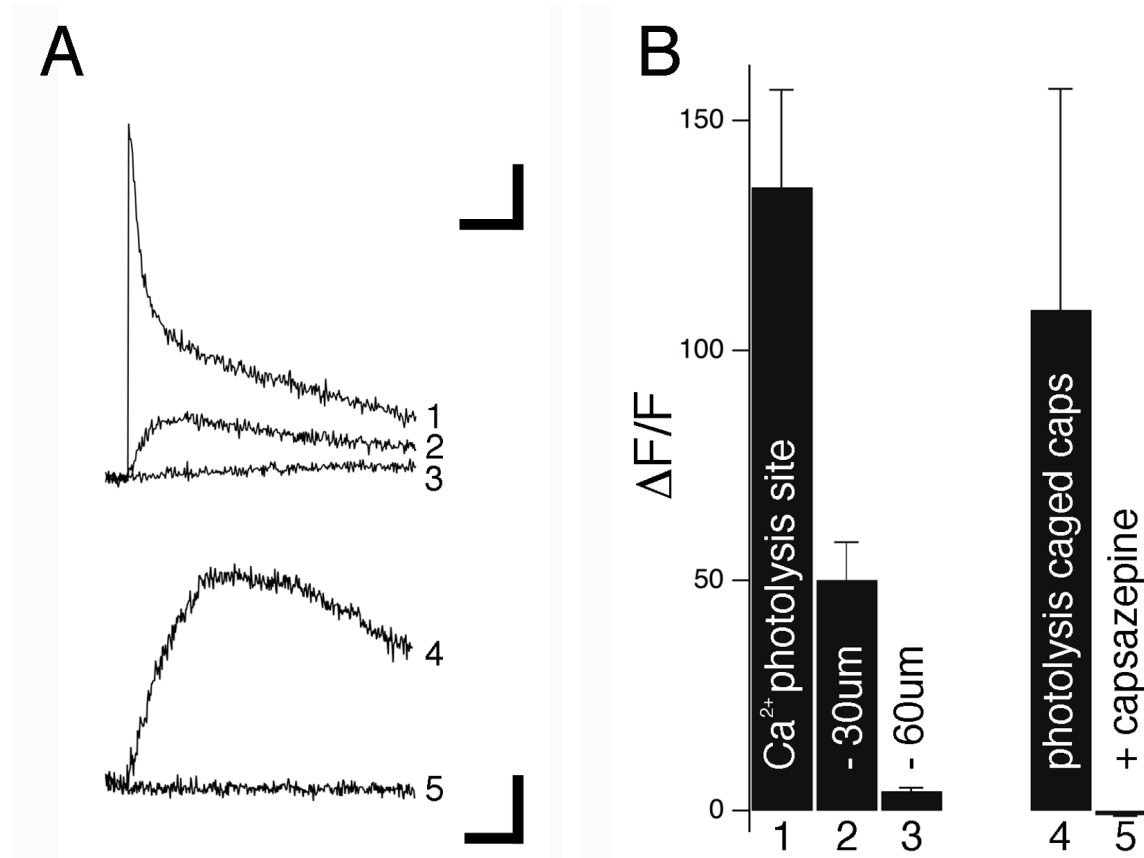 A
1
2
3
4
5
B
ΔF/F
150
100
50
0
Ca²⁺ photolysis site
- 30um
- 60um
photolysis caged caps
+ capsazepine
1 2 3 4 5